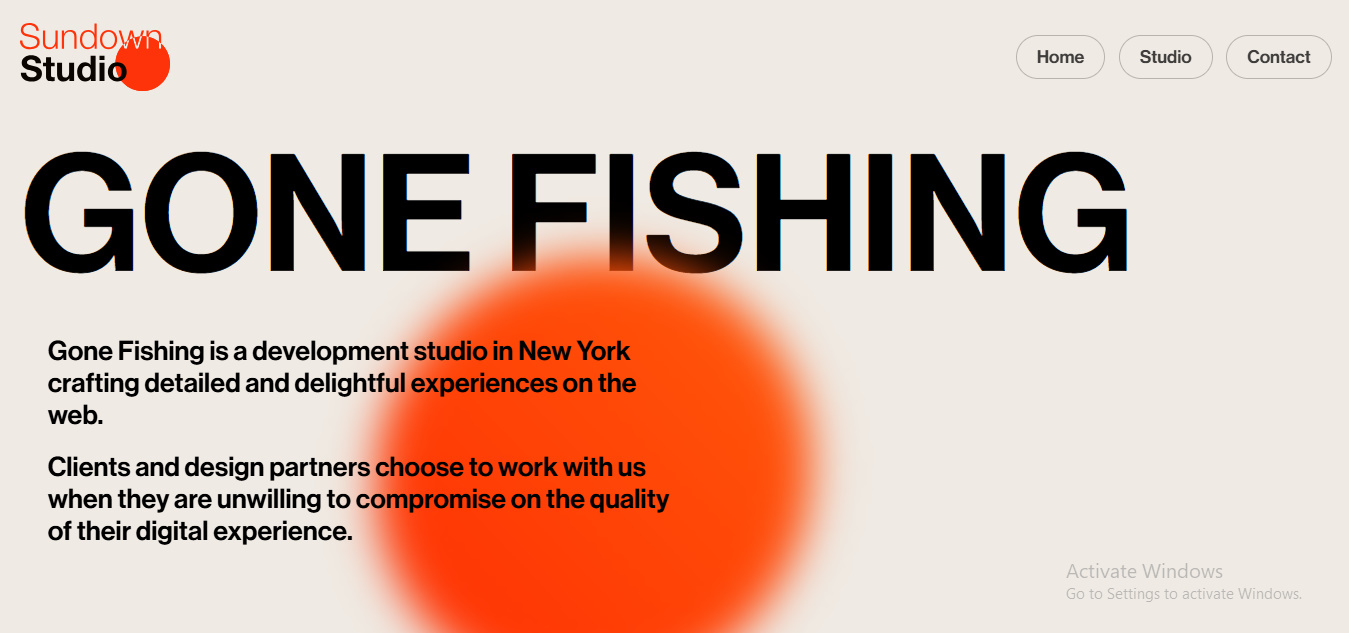 Sundown
Studio
Home
Studio
Contact
GONE FISHING
Gone Fishing is a development studio in New York
crafting detailed and delightful experiences on the
web.
Clients and design partners choose to work with us
when they are unwilling to compromise on the quality
of their digital experience.
Activate Windows
Go to Settings to activate Windows.